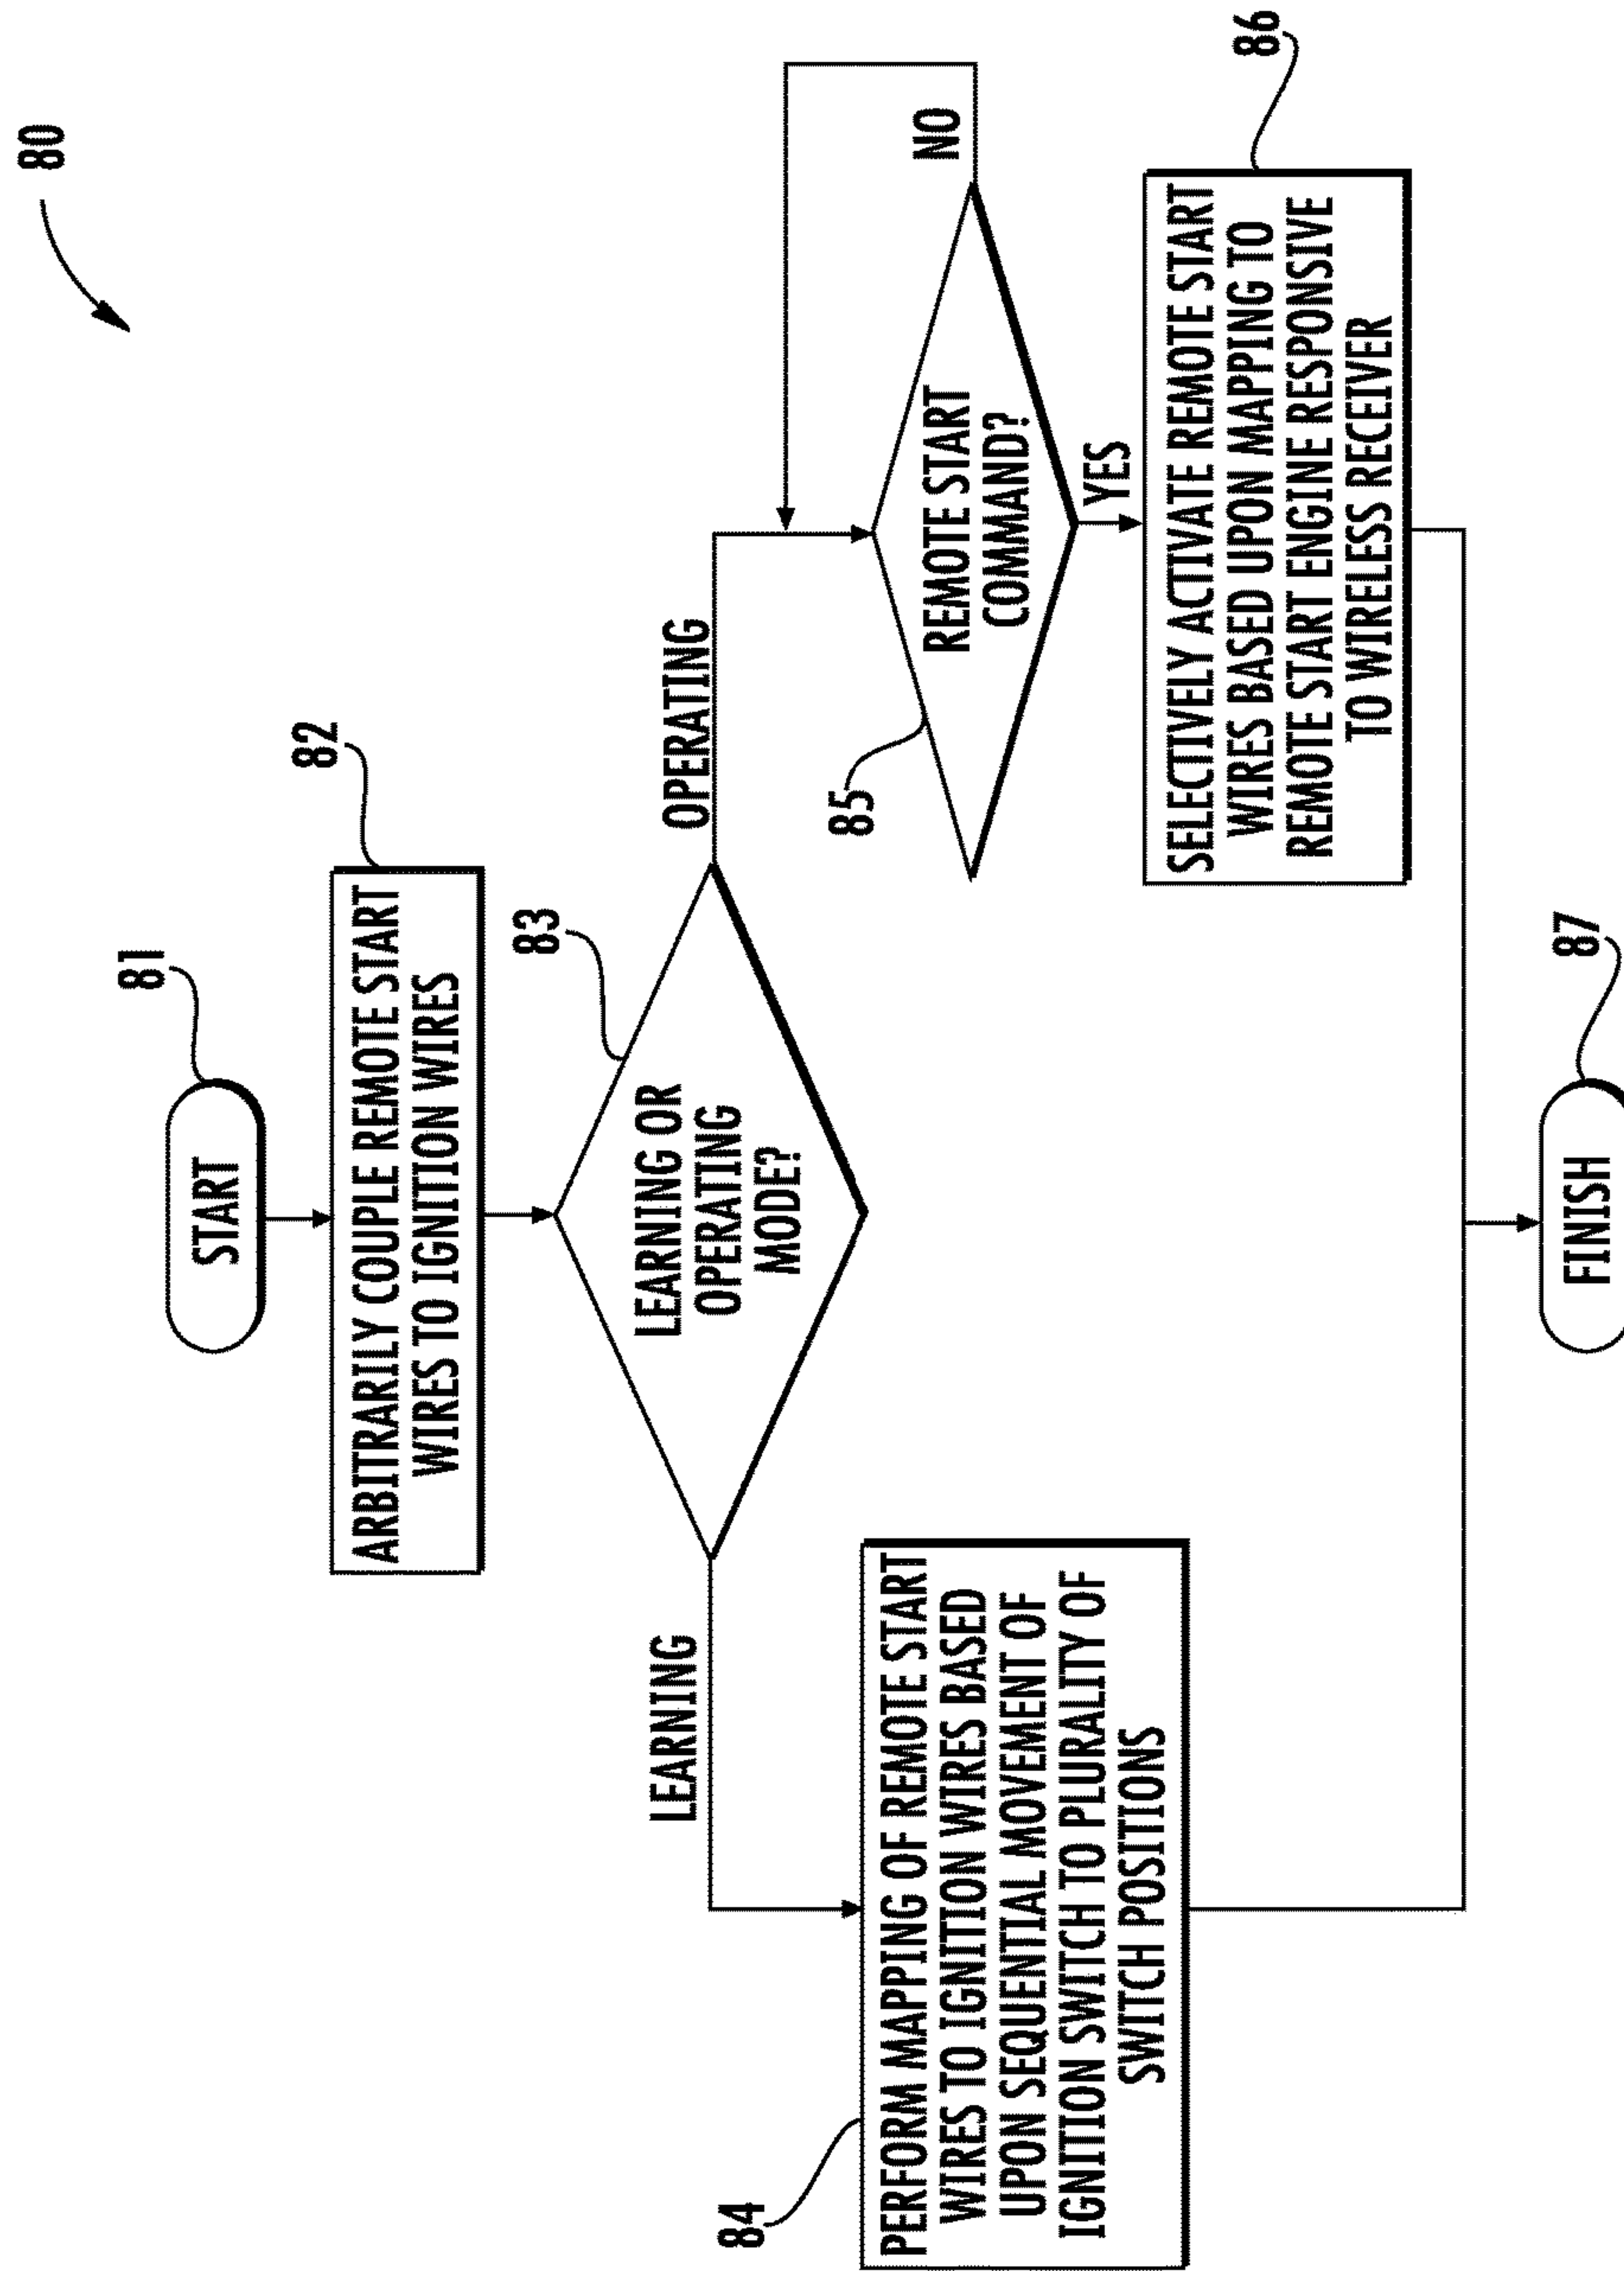 80
81
START
82
ARBITRARILY COUPLE REMOTE START
WIRES TO IGNITION WIRES
83
LEARNING OR
OPERATING
MODE?
LEARNING
OPERATING
84
PERFORM MAPPING OF REMOTE START
WIRES TO IGNITION WIRES BASED
UPON SEQUENTIAL MOVEMENT OF
IGNITION SWITCH TO PLURALITY OF
SWITCH POSITIONS
85
REMOTE START
COMMAND?
NO
YES
86
SELECTIVELY ACTIVATE REMOTE START
WIRES BASED UPON MAPPING TO
REMOTE START ENGINE RESPONSIVE
TO WIRELESS RECEIVER
87
FINISH